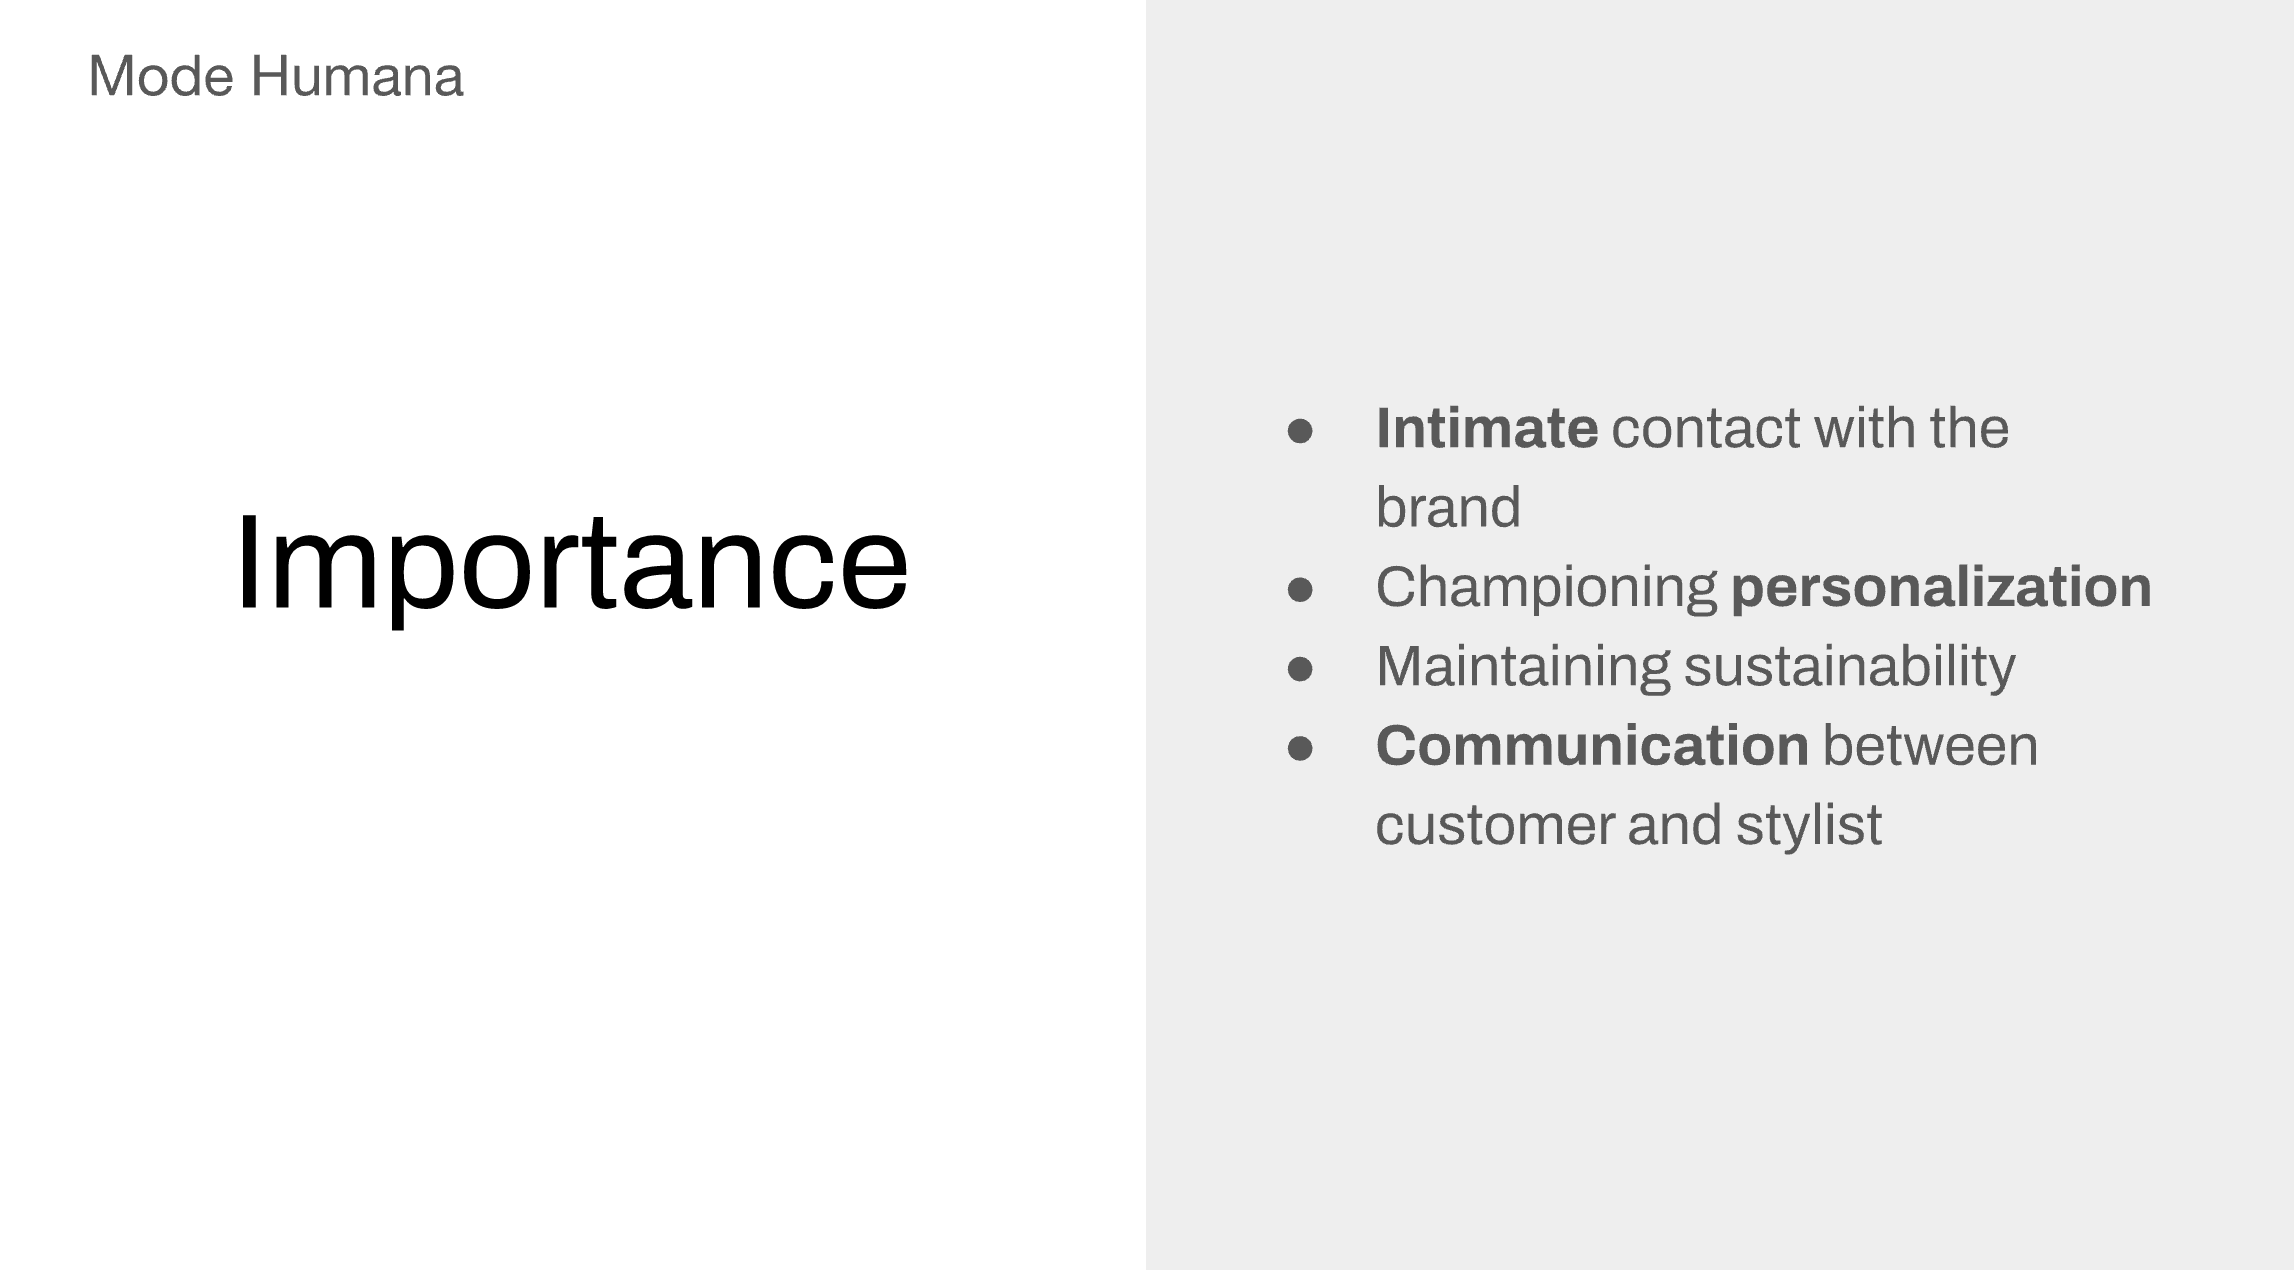 Mode Humana
Importance
● Intimate contact with the
brand
● Championing personalization
● Maintaining sustainability
● Communication between
customer and stylist